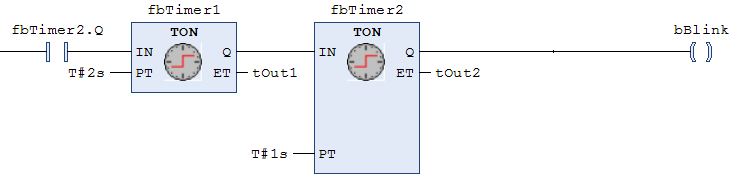 fbTimer1 fbTimer2
fbTimer2.Q TON TON bBlink
IN Q IN Q
T#2s PT ET tOut1 ET tOut2
T#1s PT